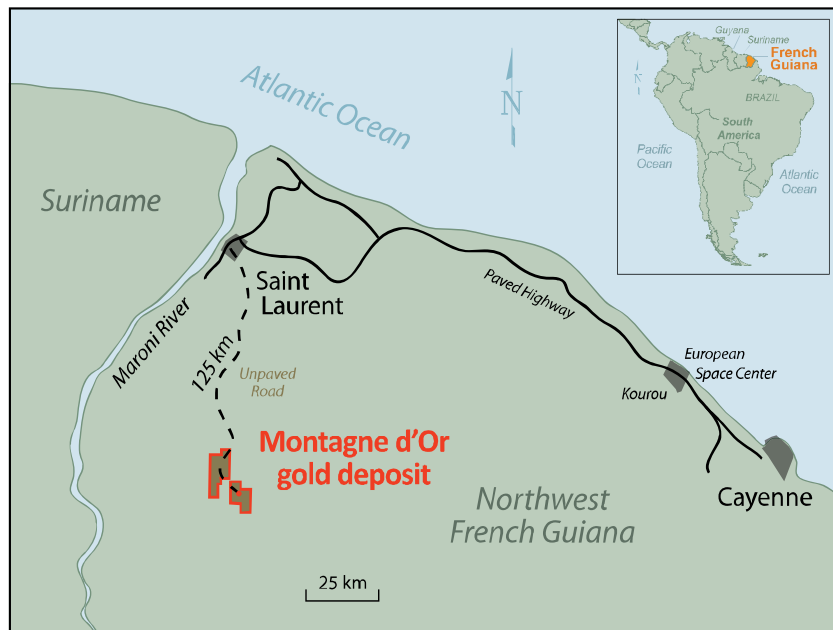 Atlantic Ocean
N
Suriname
Saint
Laurent
Maroni River
125 km
Unpaved
Road
Paved Highway
European
Space Center
Kourou
Montagne d'Or
gold deposit
Cayenne
Northwest
French Guiana
25 km
Guyana
Suriname
French
Guiana
N
BRAZIL
South
America
Pacific
Ocean
Atlantic
Ocean